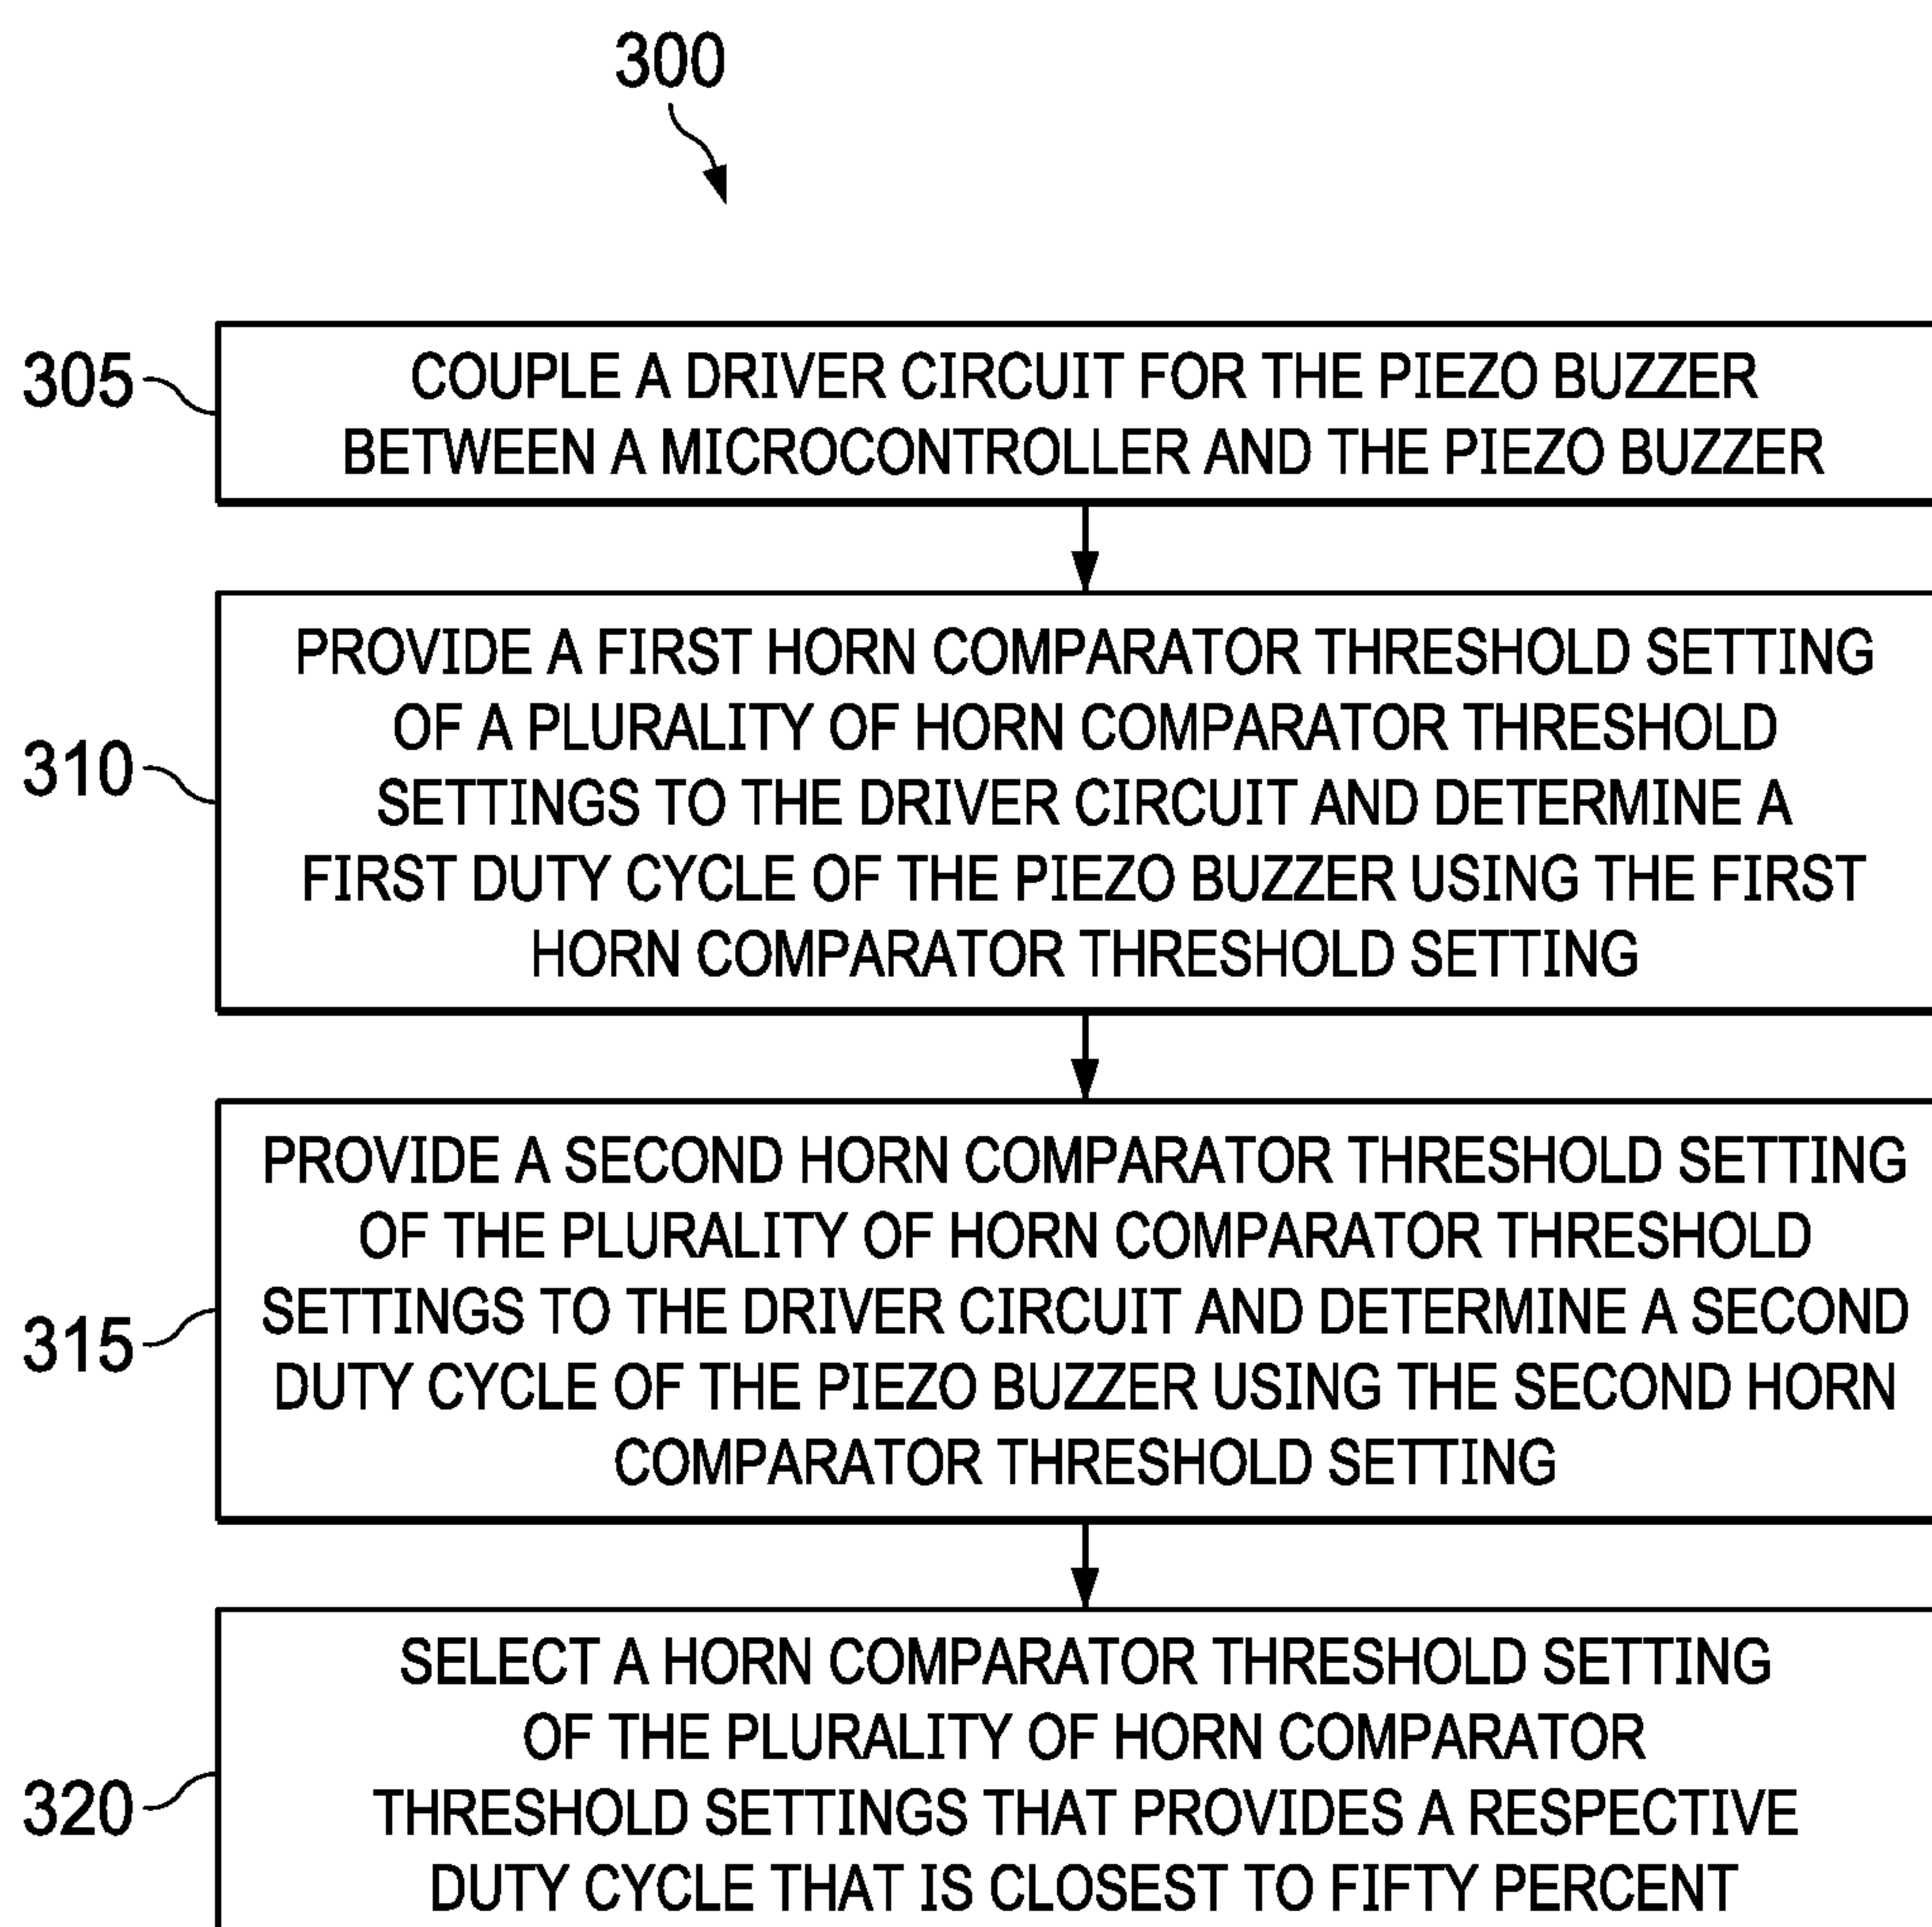 300
305
COUPLE A DRIVER CIRCUIT FOR THE PIEZO BUZZER
BETWEEN A MICROCONTROLLER AND THE PIEZO BUZZER
310
PROVIDE A FIRST HORN COMPARATOR THRESHOLD SETTING
OF A PLURALITY OF HORN COMPARATOR THRESHOLD
SETTINGS TO THE DRIVER CIRCUIT AND DETERMINE A
FIRST DUTY CYCLE OF THE PIEZO BUZZER USING THE FIRST
HORN COMPARATOR THRESHOLD SETTING
315
PROVIDE A SECOND HORN COMPARATOR THRESHOLD SETTING
OF THE PLURALITY OF HORN COMPARATOR THRESHOLD
SETTINGS TO THE DRIVER CIRCUIT AND DETERMINE A SECOND
DUTY CYCLE OF THE PIEZO BUZZER USING THE SECOND HORN
COMPARATOR THRESHOLD SETTING
320
SELECT A HORN COMPARATOR THRESHOLD SETTING
OF THE PLURALITY OF HORN COMPARATOR
THRESHOLD SETTINGS THAT PROVIDES A RESPECTIVE
DUTY CYCLE THAT IS CLOSEST TO FIFTY PERCENT